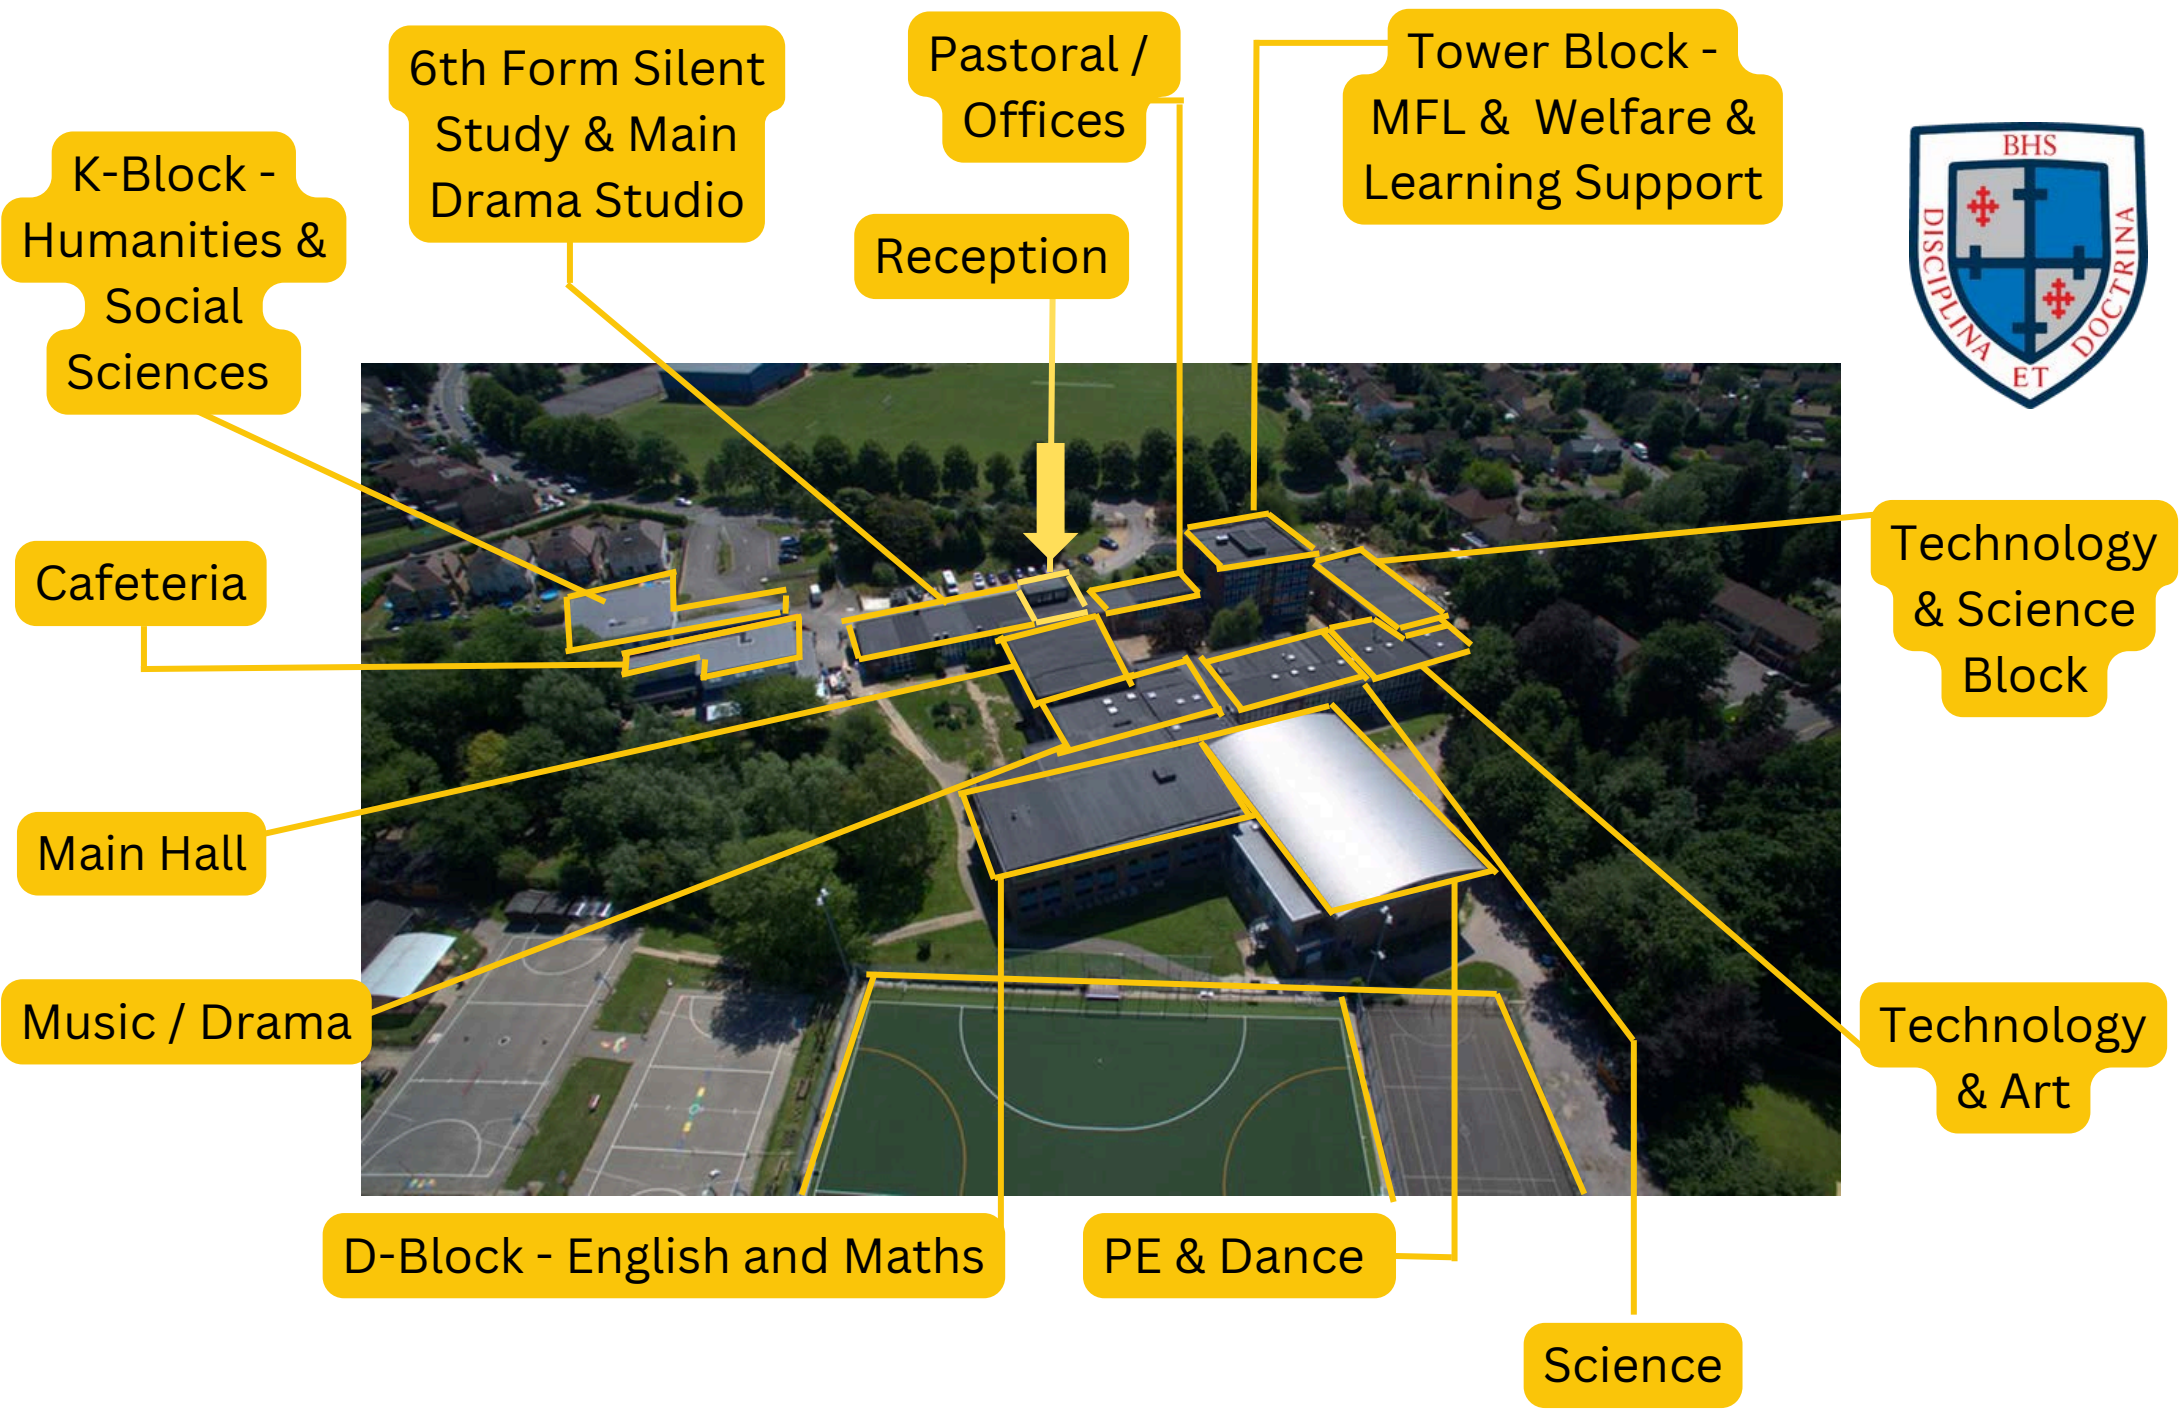 6th Form Silent
Study & Main
Drama Studio
Pastoral /
Offices
Tower Block -
MFL & Welfare &
Learning Support
K-Block -
Humanities &
Social
Sciences
Reception
BHS
DISCIPLINA
ET
DOCTRINA
Cafeteria
Technology
& Science
Block
Main Hall
Music / Drama
Technology
& Art
D-Block - English and Maths
PE & Dance
Science